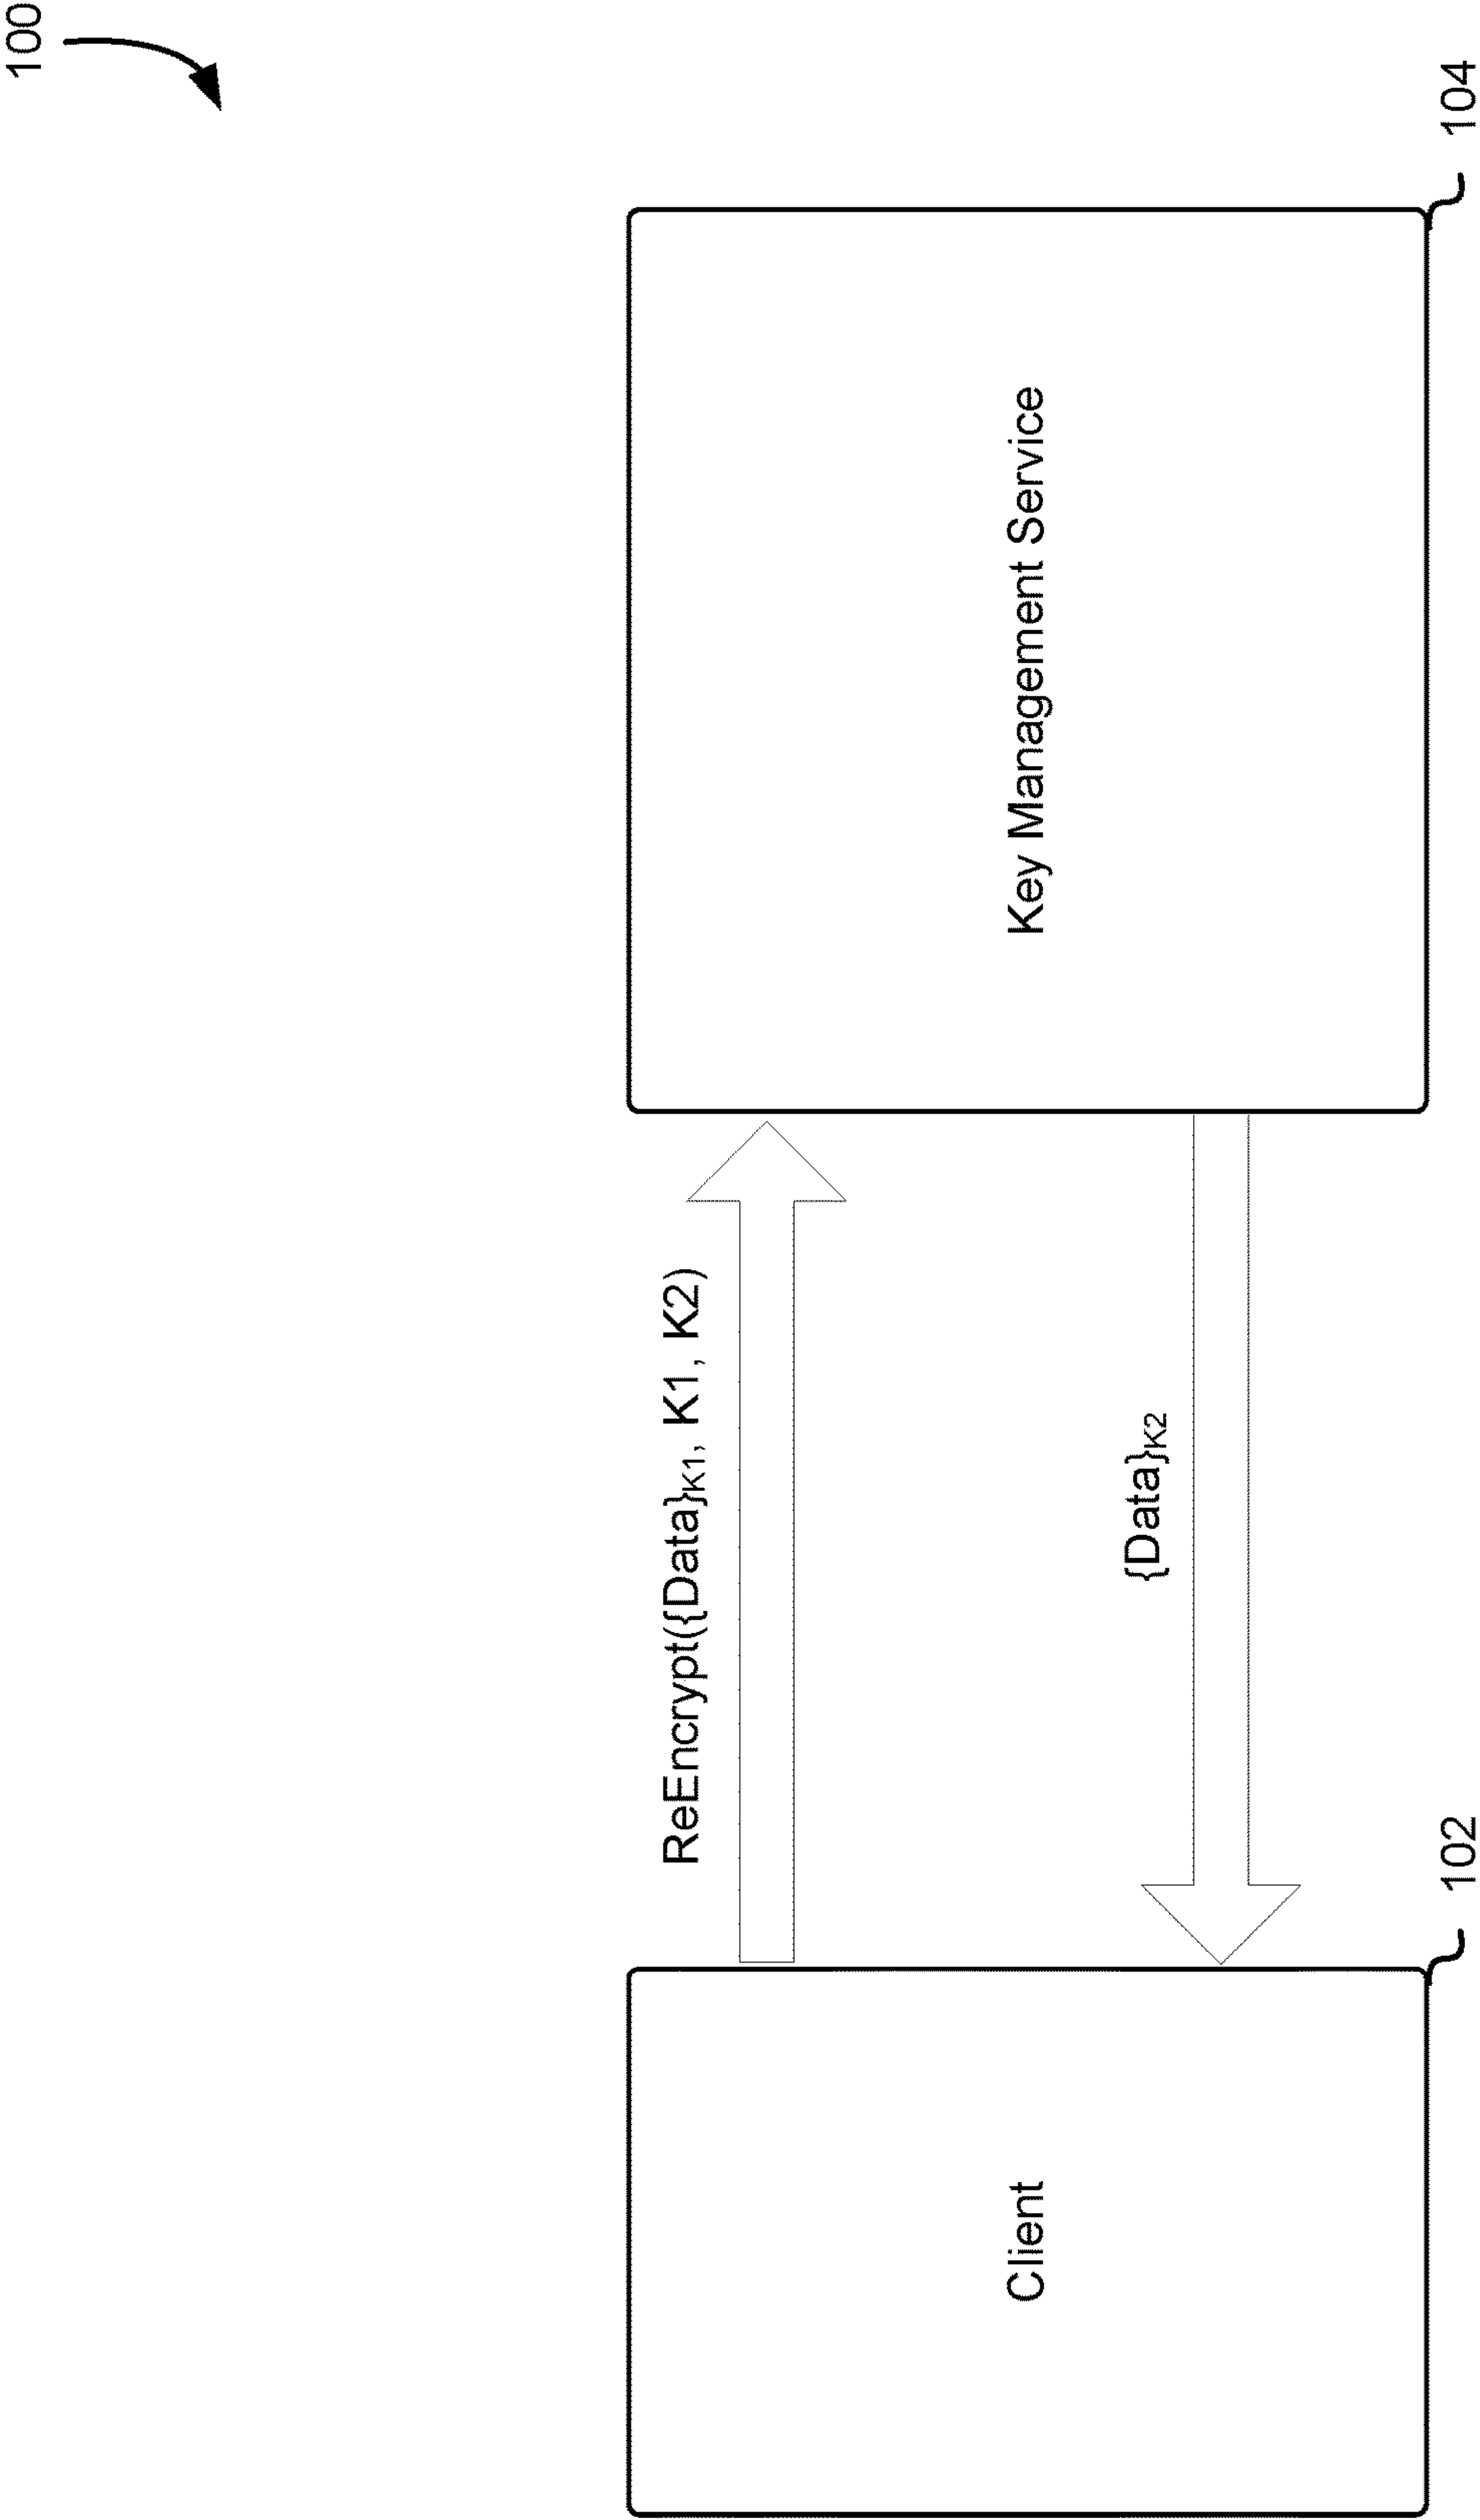 100
ReEncrypt({Data}K1, K1, K2)
Client
Key Management Service
{Data}K2
102
104